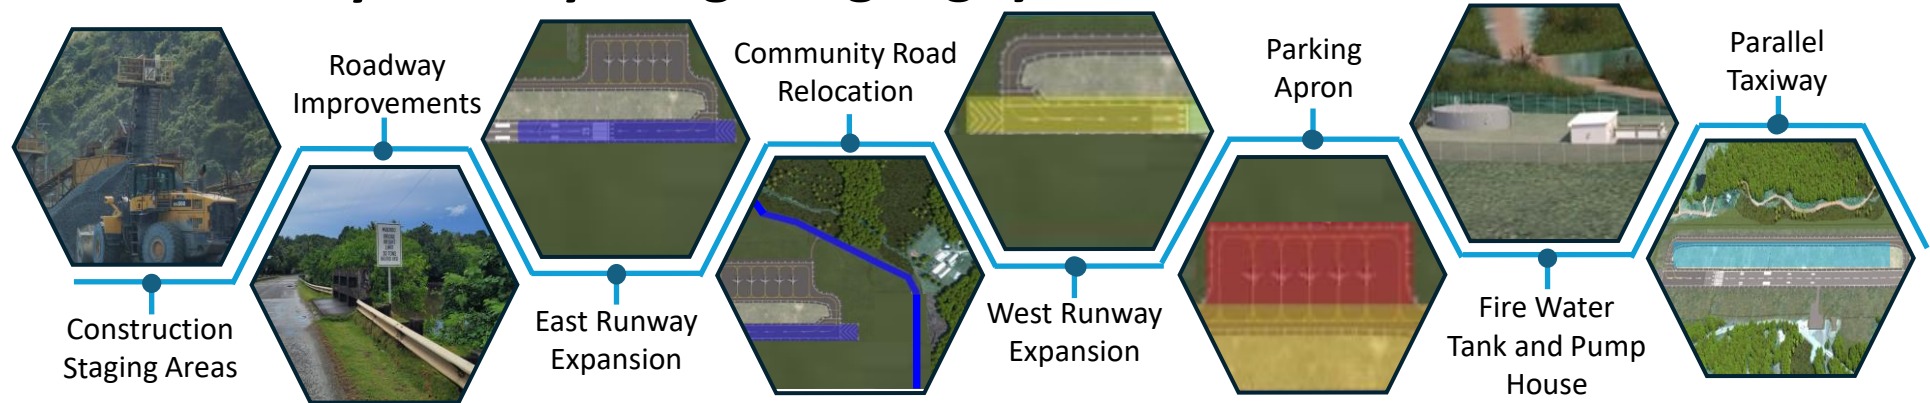 Roadway
Improvements
Community Road
Relocation
Parking
Apron
Parallel
Taxiway
Construction
Staging Areas
East Runway
Expansion
West Runway
Expansion
Fire Water
Tank and Pump
House